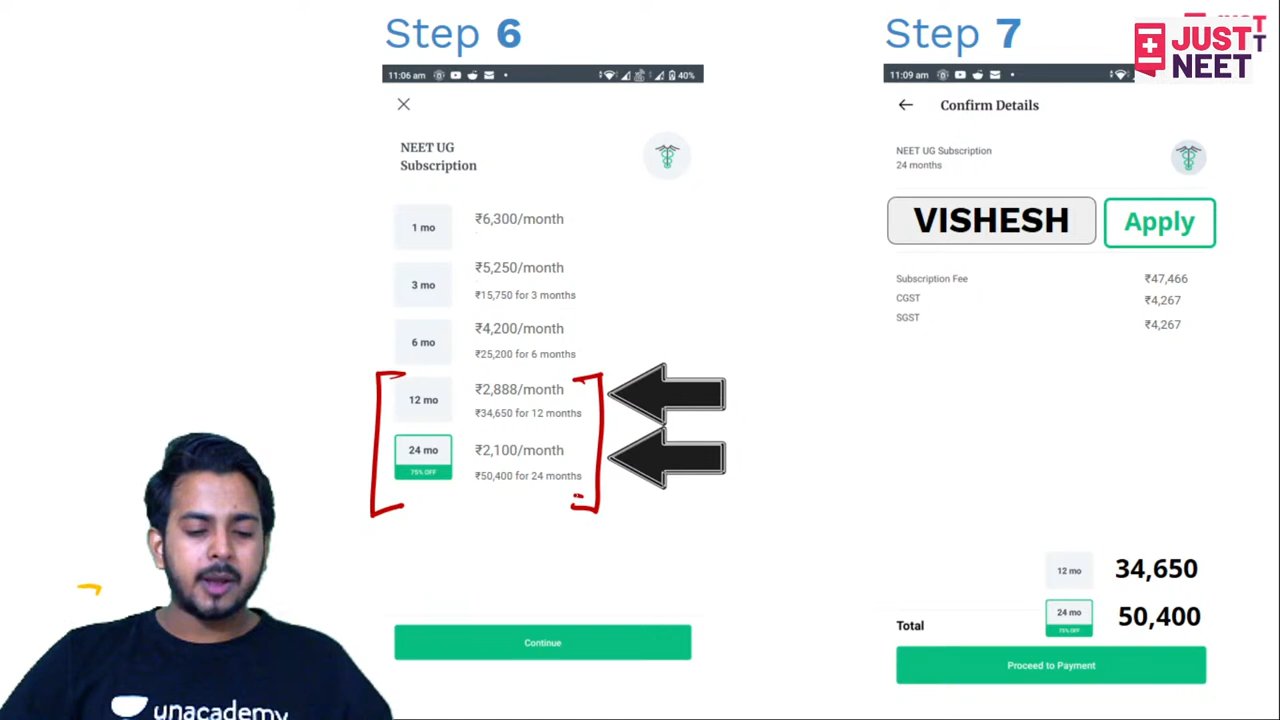 Step 6
11:06 am
40%
NEET UG
Subscription
1 mo
₹6,300/month
3 mo
₹5,250/month
₹15,750 for 3 months
6 mo
₹4,200/month
₹25,200 for 6 months
12 mo
₹2,888/month
₹34,650 for 12 months
24 mo
75% OFF
₹2,100/month
₹50,400 for 24 months
Continue
Step 7
JUST
NEET
11:09 am
Confirm Details
NEET UG Subscription
24 months
VISHESH
Apply
Subscription Fee ₹47,466
CGST ₹4,267
SGST ₹4,267
12 mo 34,650
24 mo 50,400
75% OFF
Total
Proceed to Payment
unacademy